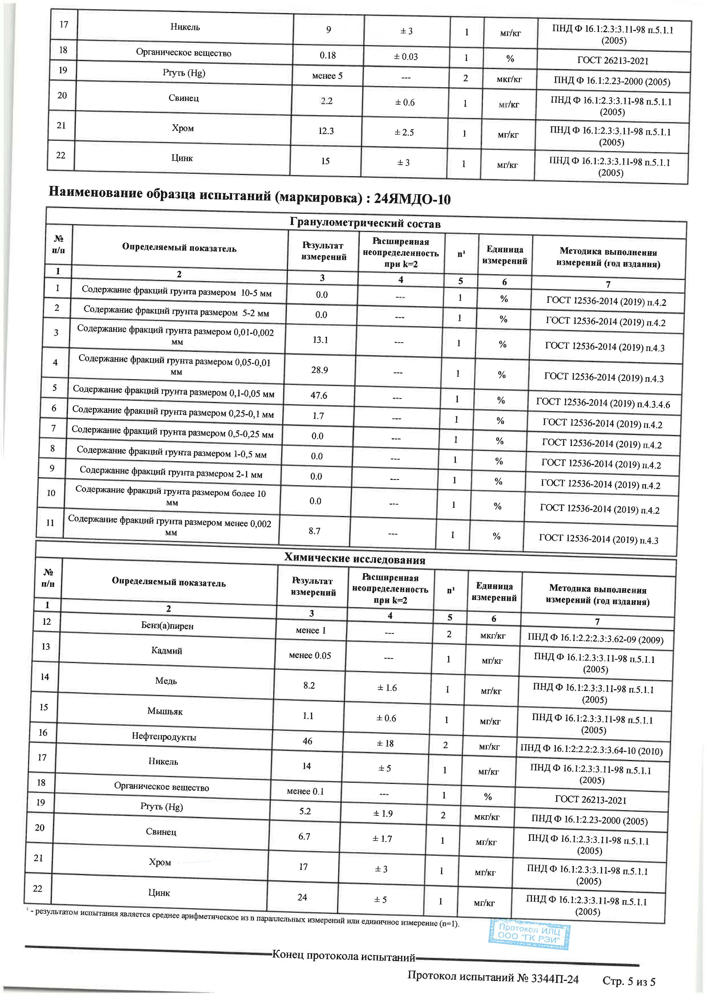 17 Никель 9 ± 3 1 мг/кг ПНД Ф 16.1:2.3:3.11-98 п.5.1.1
(2005)
18 Органическое вещество 0.18 ± 0.03 1 % ГОСТ 26213-2021
19 Ртуть (Hg) менее 5 --- 2 мкг/кг ПНД Ф 16.1:2.23-2000 (2005)
20 Свинец 2.2 ± 0.6 1 мг/кг ПНД Ф 16.1:2.3:3.11-98 п.5.1.1
(2005)
21 Хром 12.3 ± 2.5 1 мг/кг ПНД Ф 16.1:2.3:3.11-98 п.5.1.1
(2005)
22 Цинк 15 ± 3 1 мг/кг ПНД Ф 16.1:2.3:3.11-98 п.5.1.1
(2005)
Наименование образца испытаний (маркировка) : 24ЯМДО-10
Гранулометрический состав
№
п/п
Определяемый показатель
Результат
измерений
Расширенная
неопределенность
при k=2
n¹
Единица
измерений
Методика выполнения
измерений (год издания)
1 2 3 4 5 6 7
1 Содержание фракций грунта размером 10-5 мм 0.0 --- 1 % ГОСТ 12536-2014 (2019) п.4.2
2 Содержание фракций грунта размером 5-2 мм 0.0 --- 1 % ГОСТ 12536-2014 (2019) п.4.2
3 Содержание фракций грунта размером 0,01-0,002
мм 13.1 --- 1 % ГОСТ 12536-2014 (2019) п.4.3
4 Содержание фракций грунта размером 0,05-0,01
мм 28.9 --- 1 % ГОСТ 12536-2014 (2019) п.4.3
5 Содержание фракций грунта размером 0,1-0,05 мм 47.6 --- 1 % ГОСТ 12536-2014 (2019) п.4.3.4.6
6 Содержание фракций грунта размером 0,25-0,1 мм 1.7 --- 1 % ГОСТ 12536-2014 (2019) п.4.2
7 Содержание фракций грунта размером 0,5-0,25 мм 0.0 --- 1 % ГОСТ 12536-2014 (2019) п.4.2
8 Содержание фракций грунта размером 1-0,5 мм 0.0 --- 1 % ГОСТ 12536-2014 (2019) п.4.2
9 Содержание фракций грунта размером 2-1 мм 0.0 --- 1 % ГОСТ 12536-2014 (2019) п.4.2
10 Содержание фракций грунта размером более 10
мм 0.0 --- 1 % ГОСТ 12536-2014 (2019) п.4.2
11 Содержание фракций грунта размером менее 0,002
мм 8.7 --- 1 % ГОСТ 12536-2014 (2019) п.4.3
Химические исследования
№
п/п
Определяемый показатель
Результат
измерений
Расширенная
неопределенность
при k=2
n¹
Единица
измерений
Методика выполнения
измерений (год издания)
1 2 3 4 5 6 7
12 Бенз(а)пирен менее 1 --- 2 мкг/кг ПНД Ф 16.1:2.2:2.3:3.62-09 (2009)
13 Кадмий менее 0.05 --- 1 мг/кг ПНД Ф 16.1:2.3:3.11-98 п.5.1.1
(2005)
14 Медь 8.2 ± 1.6 1 мг/кг ПНД Ф 16.1:2.3:3.11-98 п.5.1.1
(2005)
15 Мышьяк 1.1 ± 0.6 1 мг/кг ПНД Ф 16.1:2.3:3.11-98 п.5.1.1
(2005)
16 Нефтепродукты 46 ± 18 2 мг/кг ПНД Ф 16.1:2:2.2:2.3:3.64-10 (2010)
17 Никель 14 ± 5 1 мг/кг ПНД Ф 16.1:2.3:3.11-98 п.5.1.1
(2005)
18 Органическое вещество менее 0.1 --- 1 % ГОСТ 26213-2021
19 Ртуть (Hg) 5.2 ± 1.9 2 мкг/кг ПНД Ф 16.1:2.23-2000 (2005)
20 Свинец 6.7 ± 1.7 1 мг/кг ПНД Ф 16.1:2.3:3.11-98 п.5.1.1
(2005)
21 Хром 17 ± 3 1 мг/кг ПНД Ф 16.1:2.3:3.11-98 п.5.1.1
(2005)
22 Цинк 24 ± 5 1 мг/кг ПНД Ф 16.1:2.3:3.11-98 п.5.1.1
(2005)
¹ - результатом испытания является среднее арифметическое из n параллельных измерений или единичное измерение (n=1).
Протокол ИЛЦ
ООО "ГК РЭИ"
Конец протокола испытаний
Протокол испытаний № 3344П-24 Стр. 5 из 5